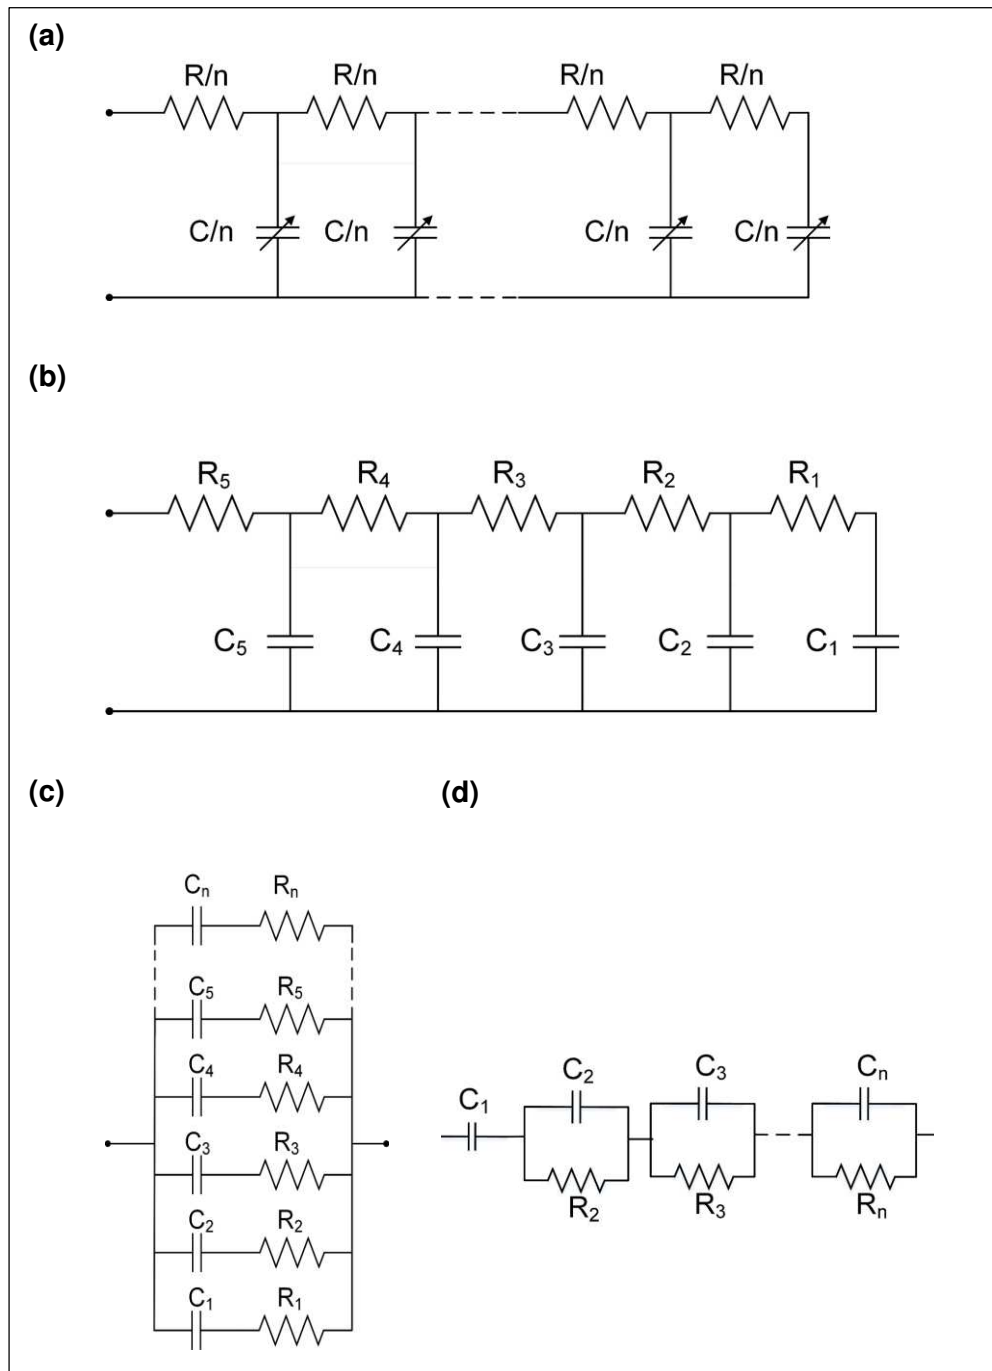 (a)
R/n R/n R/n R/n
C/n C/n C/n C/n
(b)
R₅ R₄ R₃ R₂ R₁
C₅ C₄ C₃ C₂ C₁
(c) (d)
Cₙ Rₙ
C₅ R₅
C₄ R₄
C₃ R₃
C₂ R₂
C₁ R₁
C₁ C₂ C₃ Cₙ
R₂ R₃ Rₙ